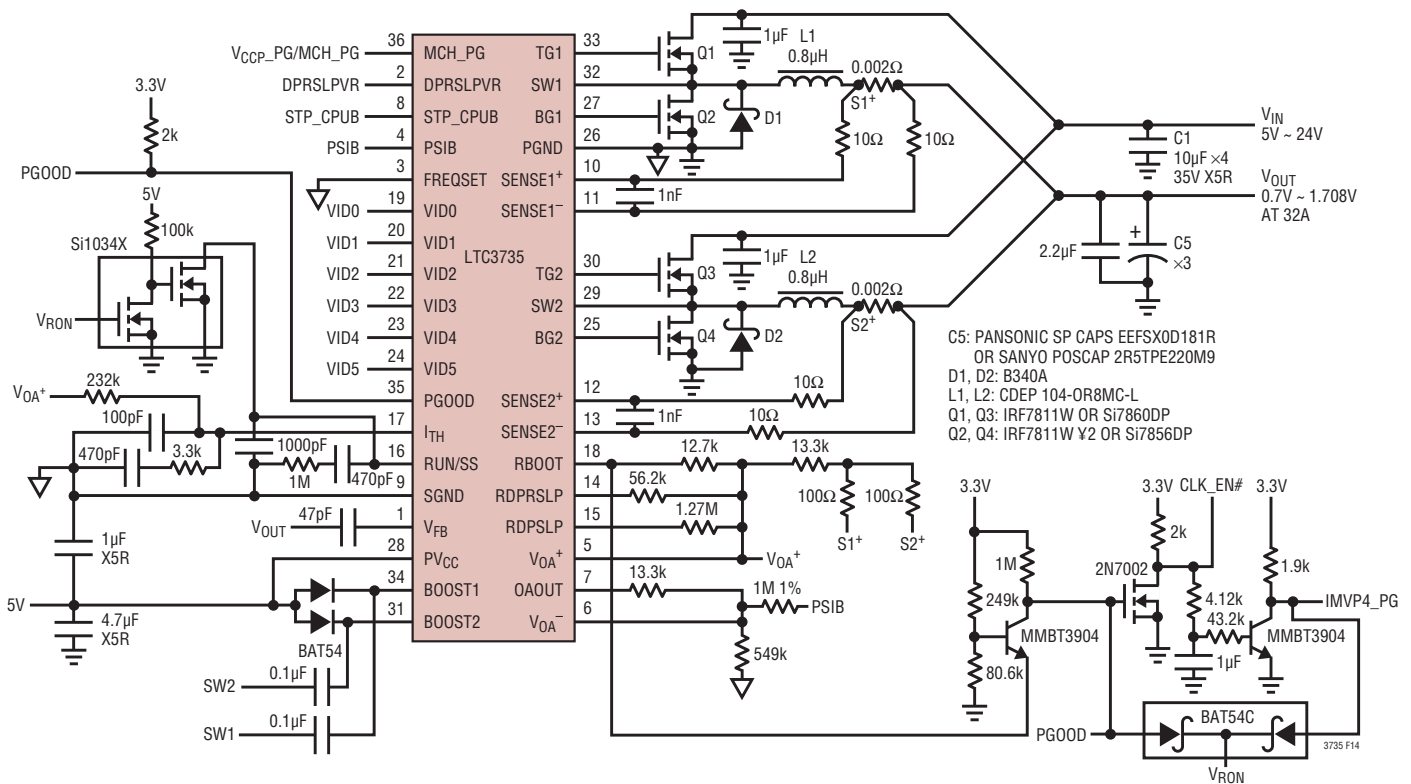 VCCP_PG/MCH_PG
36
MCH_PG
DPRSLPVR
2
DPRSLPVR
STP_CPUB
8
STP_CPUB
PSIB
4
PSIB
3
FREQSET
VID0
19
VID0
VID1
20
VID1
VID2
21
VID2
VID3
22
VID3
VID4
23
VID4
VID5
24
VID5
35
PGOOD
17
ITH
16
RUN/SS
9
SGND
1
VFB
28
PVCC
34
BOOST1
31
BOOST2
LTC3735
TG1
33
SW1
32
BG1
27
PGND
26
SENSE1+
10
SENSE1–
11
TG2
30
SW2
29
BG2
25
SENSE2+
12
SENSE2–
13
RBOOT
18
RDPRSLP
14
RDPSLP
15
VOA+
5
OAOUT
7
VOA–
6
3.3V
2k
PGOOD
5V
100k
Si1034X
VRON
VOA+
232k
100pF
470pF
3.3k
1000pF
1M
470pF
VOUT
47pF
1µF
X5R
5V
4.7µF
X5R
BAT54
SW2
0.1µF
SW1
0.1µF
Q1
1µF
L1
0.8µH
0.002Ω
S1+
Q2
D1
10Ω
10Ω
1nF
Q3
1µF
L2
0.8µH
0.002Ω
S2+
Q4
D2
10Ω
1nF
10Ω
12.7k
13.3k
56.2k
100Ω
100Ω
1.27M
S1+
S2+
VOA+
13.3k
1M 1%
PSIB
549k
VIN
5V ~ 24V
C1
10µF ×4
35V X5R
VOUT
0.7V ~ 1.708V
AT 32A
2.2µF
+
C5
×3
C5: PANSONIC SP CAPS EEFSX0D181R
OR SANYO POSCAP 2R5TPE220M9
D1, D2: B340A
L1, L2: CDEP 104-OR8MC-L
Q1, Q3: IRF7811W OR Si7860DP
Q2, Q4: IRF7811W ¥2 OR Si7856DP
3.3V
1M
249k
80.6k
MMBT3904
3.3V
CLK_EN#
3.3V
2k
2N7002
4.12k
43.2k
1µF
1.9k
IMVP4_PG
MMBT3904
BAT54C
PGOOD
VRON
3735 F14